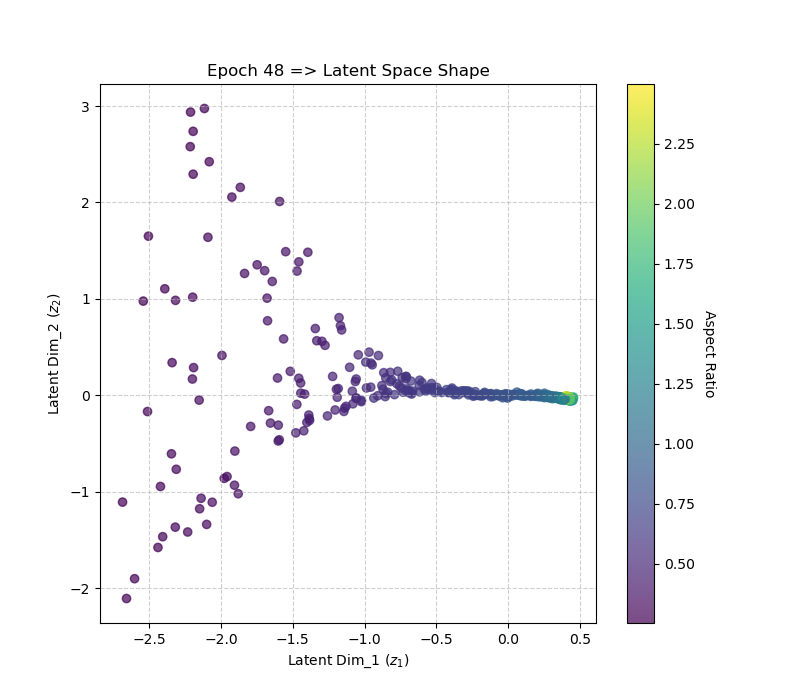 Epoch 48 => Latent Space Shape
3
2
1
0
−1
−2
Latent Dim_2 (z₂)
−2.5 −2.0 −1.5 −1.0 −0.5 0.0 0.5
Latent Dim_1 (z₁)
2.25
2.00
1.75
1.50
1.25
1.00
0.75
0.50
Aspect Ratio